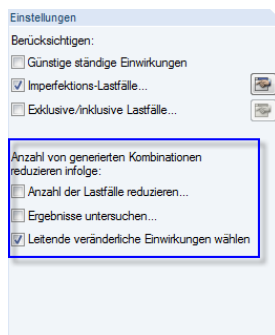 Einstellungen
Berücksichtigen:
Günstige ständige Einwirkungen
Imperfektions-Lastfälle...
Exklusive/inklusive Lastfälle...
Anzahl von generierten Kombinationen
reduzieren infolge:
Anzahl der Lastfälle reduzieren...
Ergebnisse untersuchen...
Leitende veränderliche Einwirkungen wählen